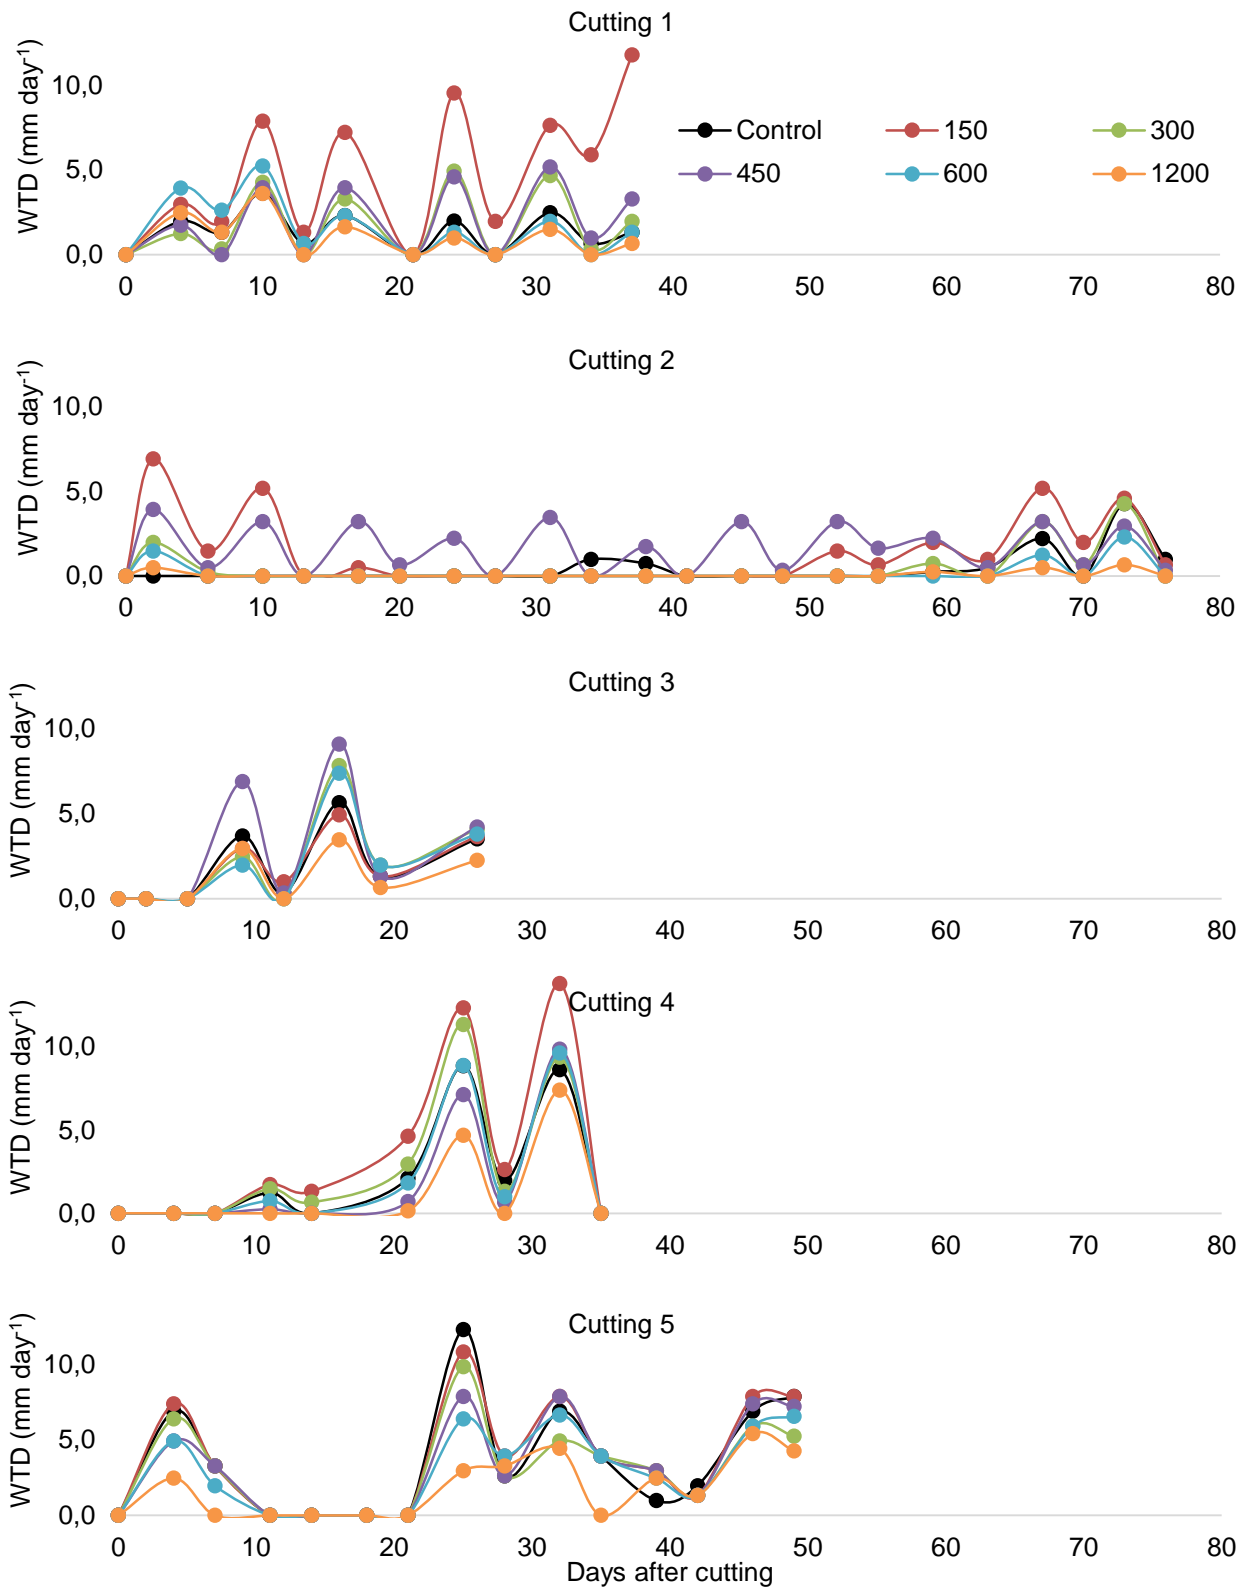 Cutting 1
WTD (mm day-1)
10,0
5,0
0,0
Control 150 300
450 600 1200
0 10 20 30 40 50 60 70 80
Cutting 2
WTD (mm day-1)
10,0
5,0
0,0
0 10 20 30 40 50 60 70 80
Cutting 3
WTD (mm day-1)
10,0
5,0
0,0
0 10 20 30 40 50 60 70 80
Cutting 4
WTD (mm day-1)
10,0
5,0
0,0
0 10 20 30 40 50 60 70 80
Cutting 5
WTD (mm day-1)
10,0
5,0
0,0
0 10 20 30 40 50 60 70 80
Days after cutting